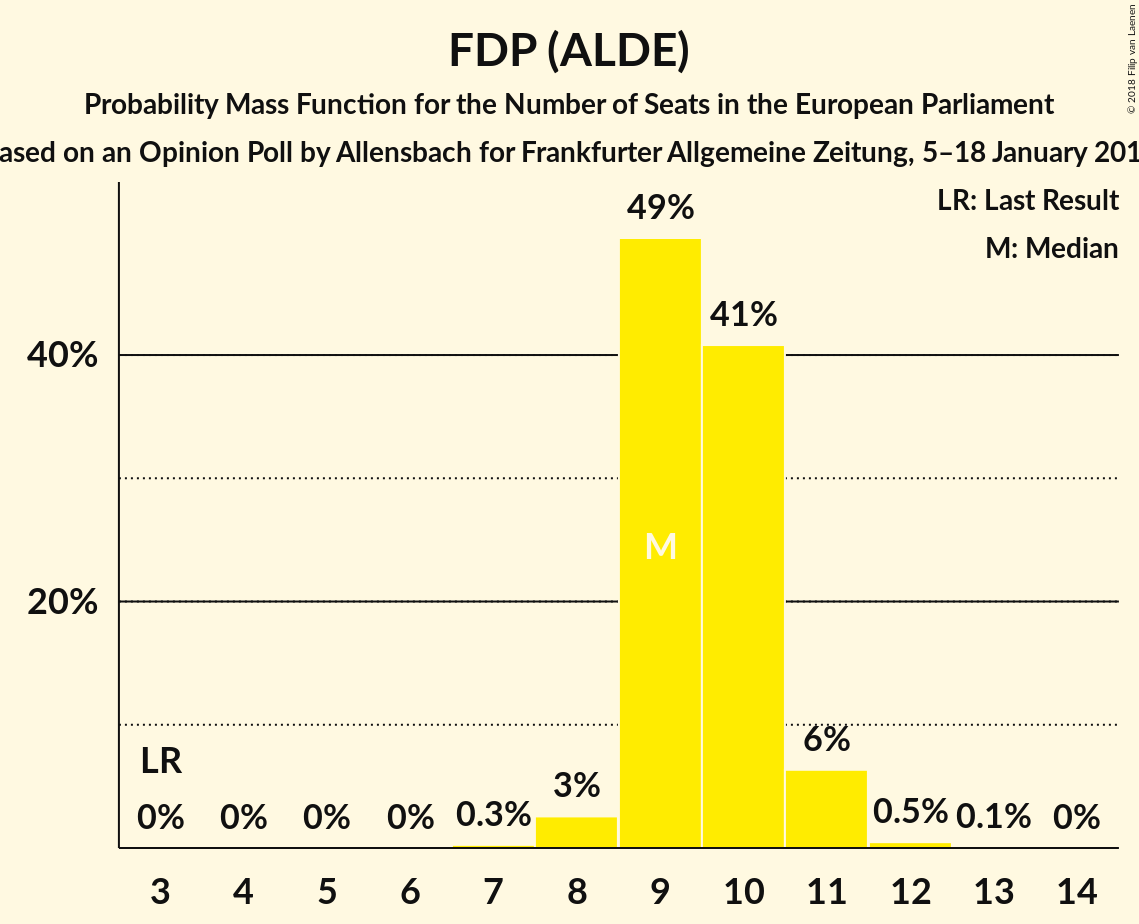 © 2018 Filip van Laenen
FDP (ALDE)
Probability Mass Function for the Number of Seats in the European Parliament
ased on an Opinion Poll by Allensbach for Frankfurter Allgemeine Zeitung, 5–18 January 201
LR: Last Result
M: Median
49%
41%
40%
M
20%
6%
LR
3%
0% 0% 0% 0% 0.3% 0.5% 0.1% 0%
3 4 5 6 7 8 9 10 11 12 13 14